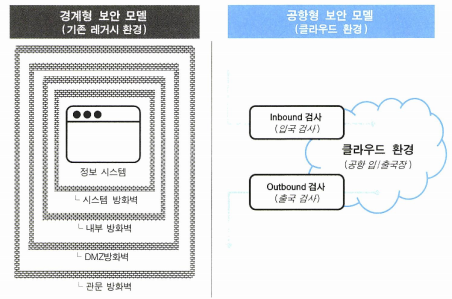 경계형 보안 모델
(기존 레거시 환경)
정보 시스템
└ 시스템 방화벽
└ 내부 방화벽
└ DMZ방화벽
└ 관문 방화벽
공항형 보안 모델
(클라우드 환경)
Inbound 검사
(입국 검사)
클라우드 환경
(공항 입/출국장)
Outbound 검사
(출국 검사)